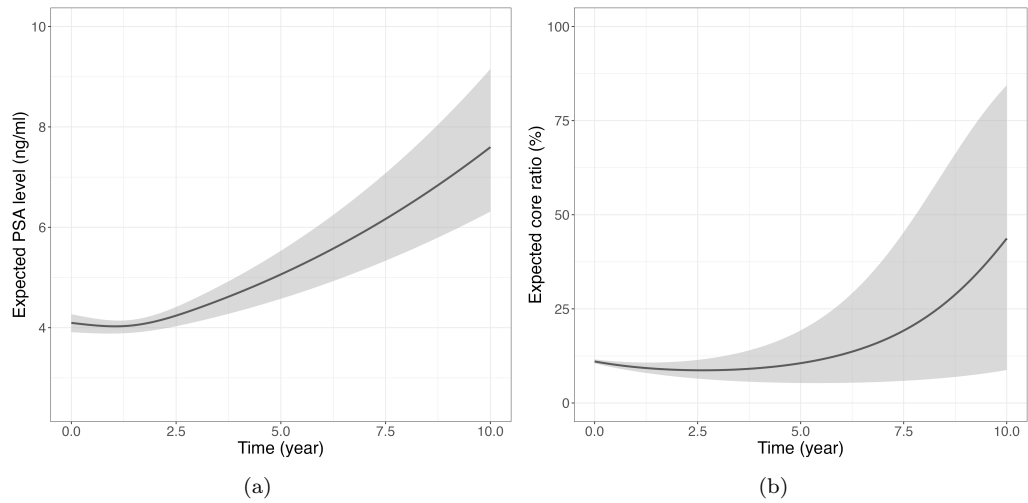 10
8
6
4
Expected PSA level (ng/ml)
0.0 2.5 5.0 7.5 10.0
Time (year)
(a)
100
75
50
25
0
Expected core ratio (%)
0.0 2.5 5.0 7.5 10.0
Time (year)
(b)